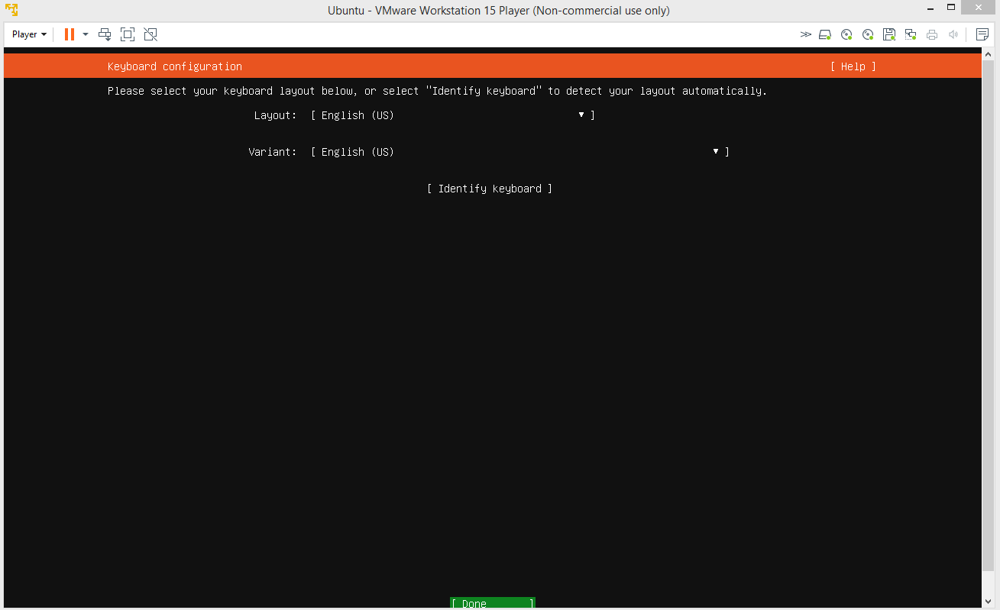 Ubuntu - VMware Workstation 15 Player (Non-commercial use only)
Player
Keyboard configuration [ Help ]
Please select your keyboard layout below, or select "Identify keyboard" to detect your layout automatically.
Layout: [ English (US) ▾ ]
Variant: [ English (US) ▾ ]
[ Identify keyboard ]
[ Done ]